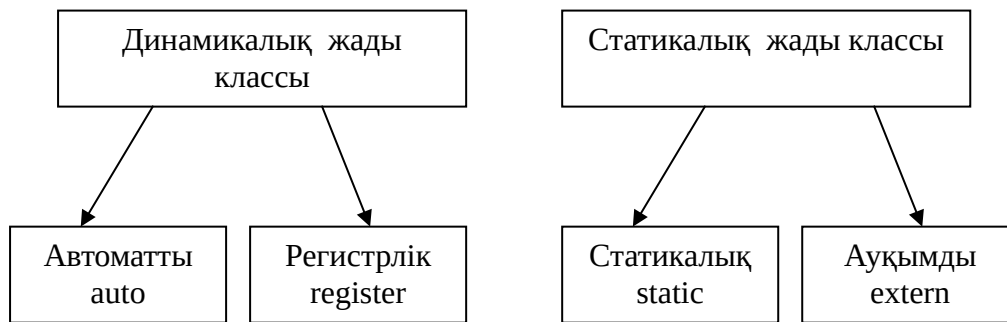 Динамикалық жады
классы
Статикалық жады классы
Автоматты
auto
Регистрлік
register
Статикалық
static
Ауқымды
extern